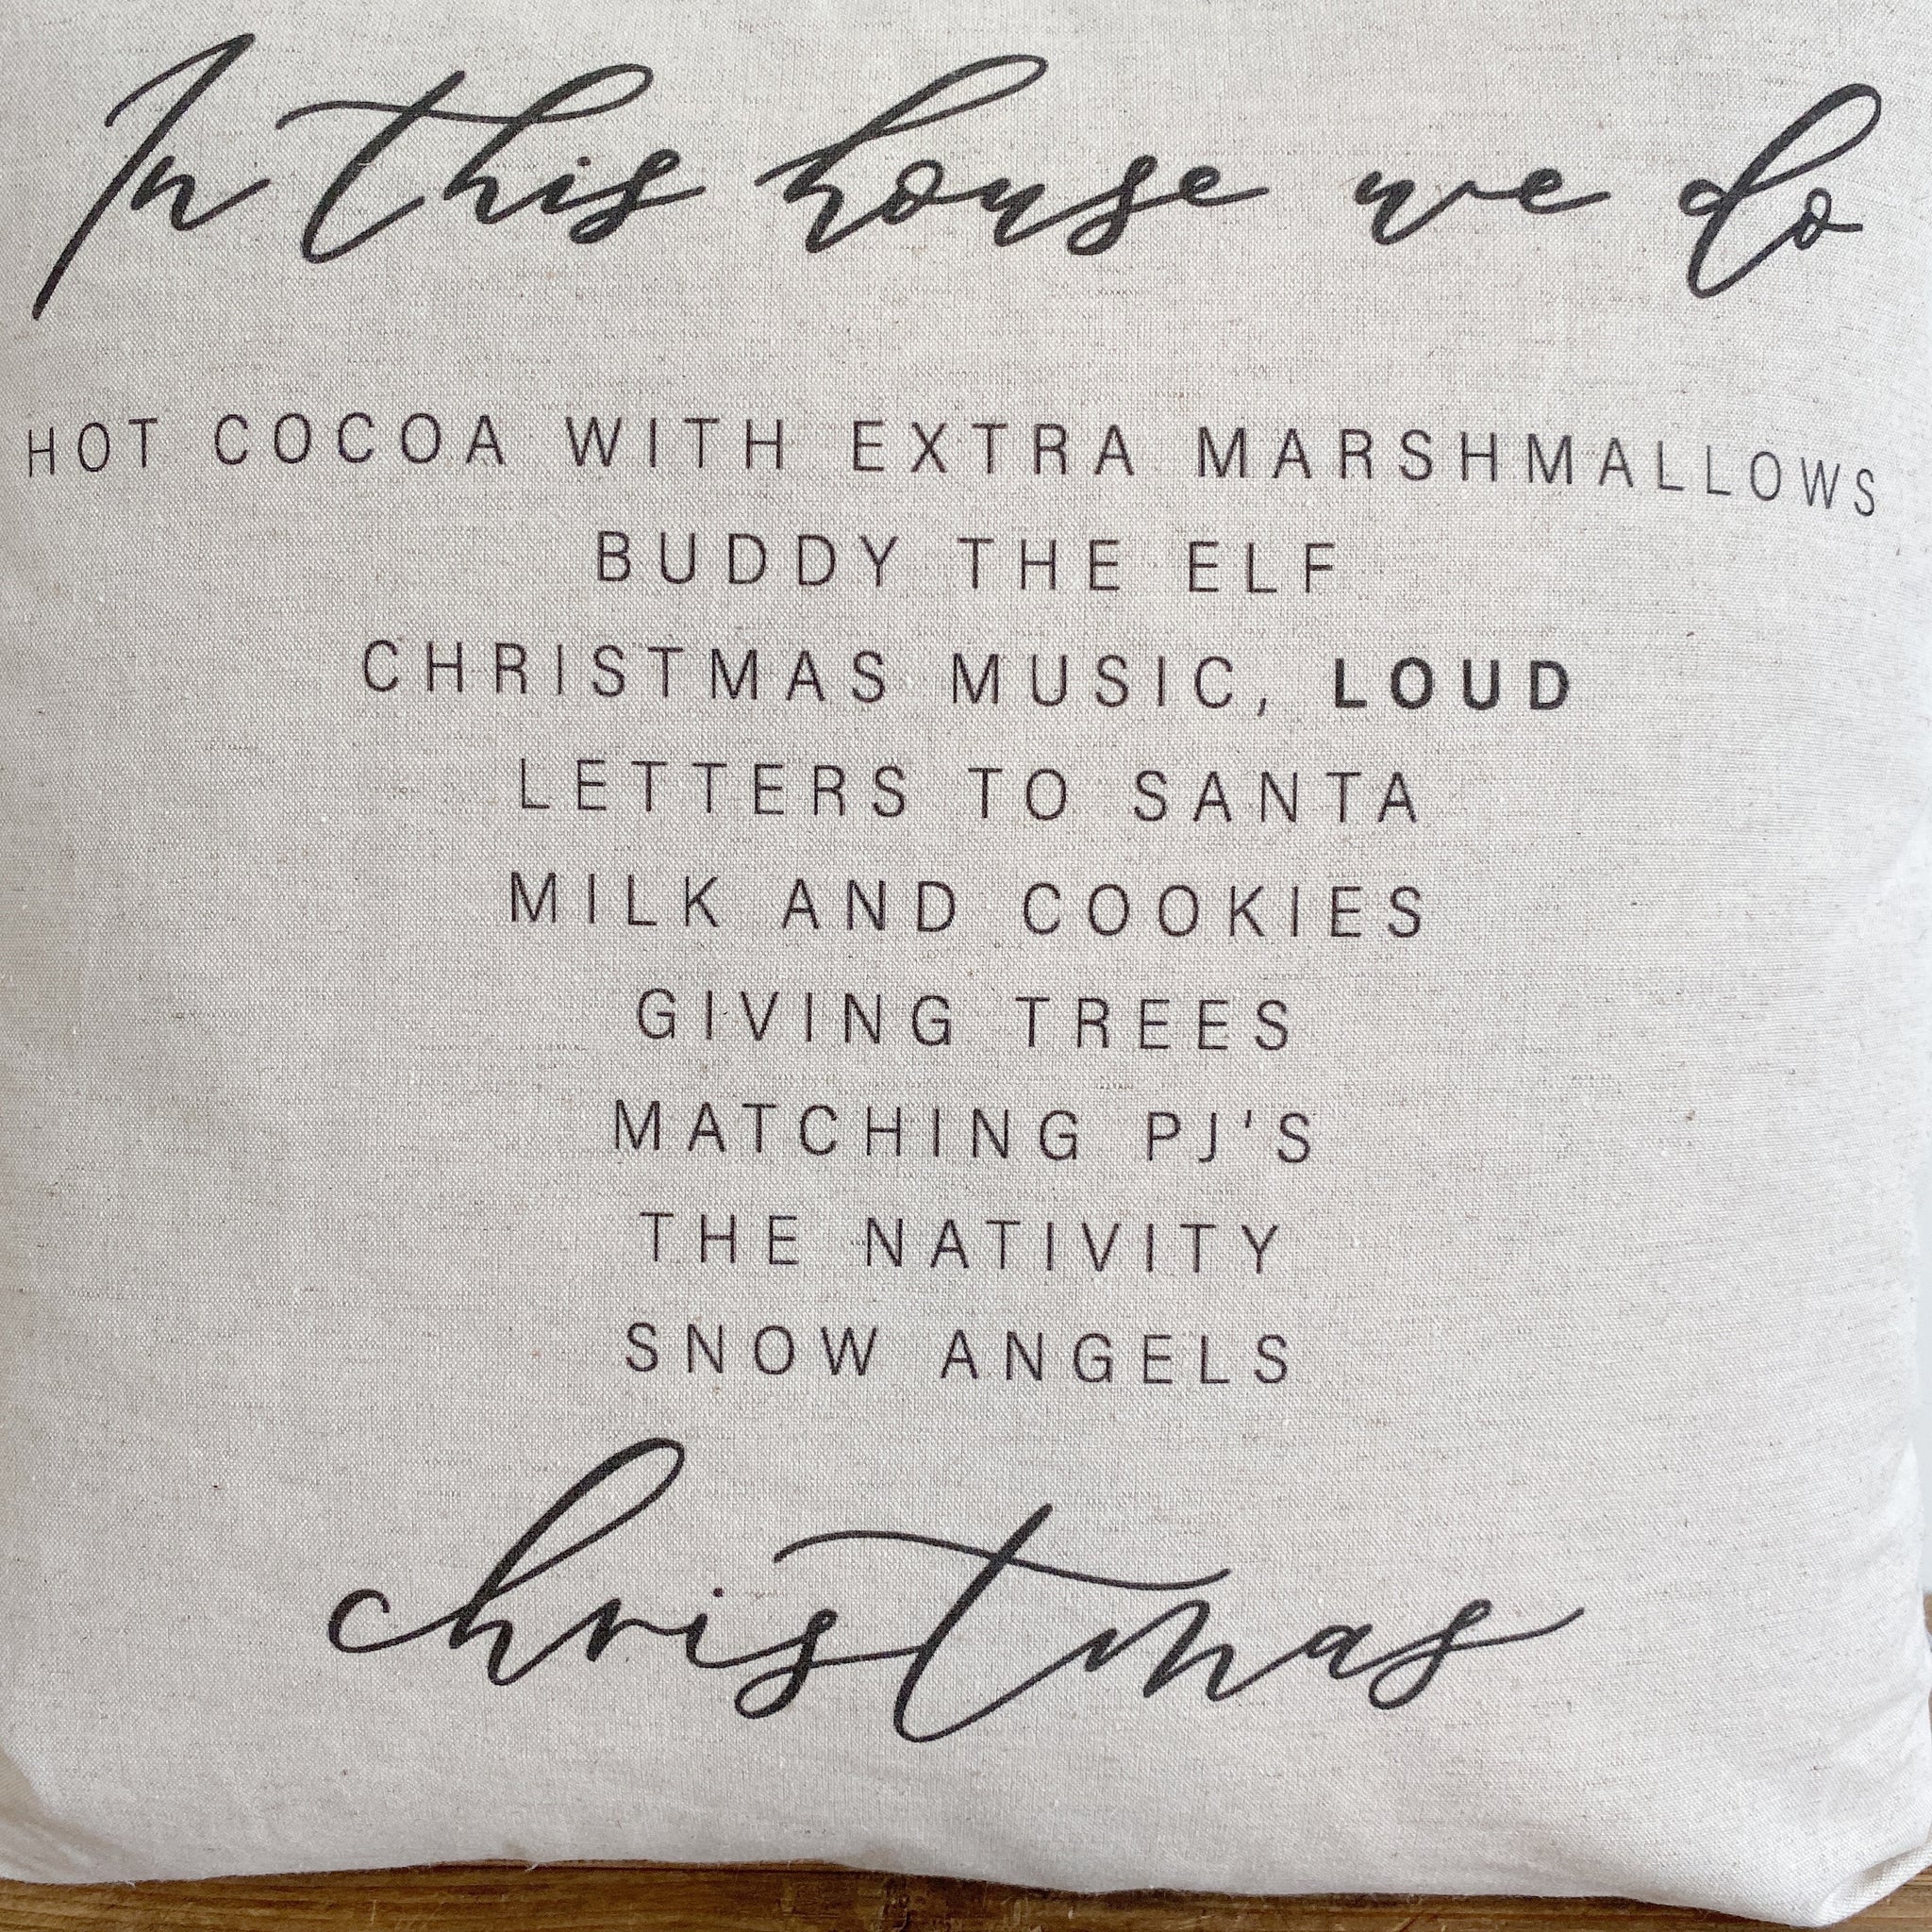 In this house we do
HOT COCOA WITH EXTRA MARSHMALLOWS
BUDDY THE ELF
CHRISTMAS MUSIC, LOUD
LETTERS TO SANTA
MILK AND COOKIES
GIVING TREES
MATCHING PJ'S
THE NATIVITY
SNOW ANGELS
christmas